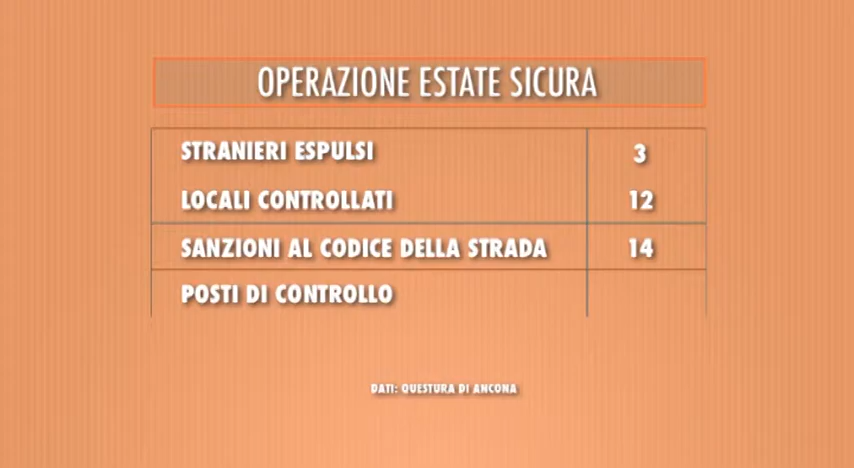 OPERAZIONE ESTATE SICURA
STRANIERI ESPULSI 3
LOCALI CONTROLLATI 12
SANZIONI AL CODICE DELLA STRADA 14
POSTI DI CONTROLLO
DATI: QUESTURA DI ANCONA